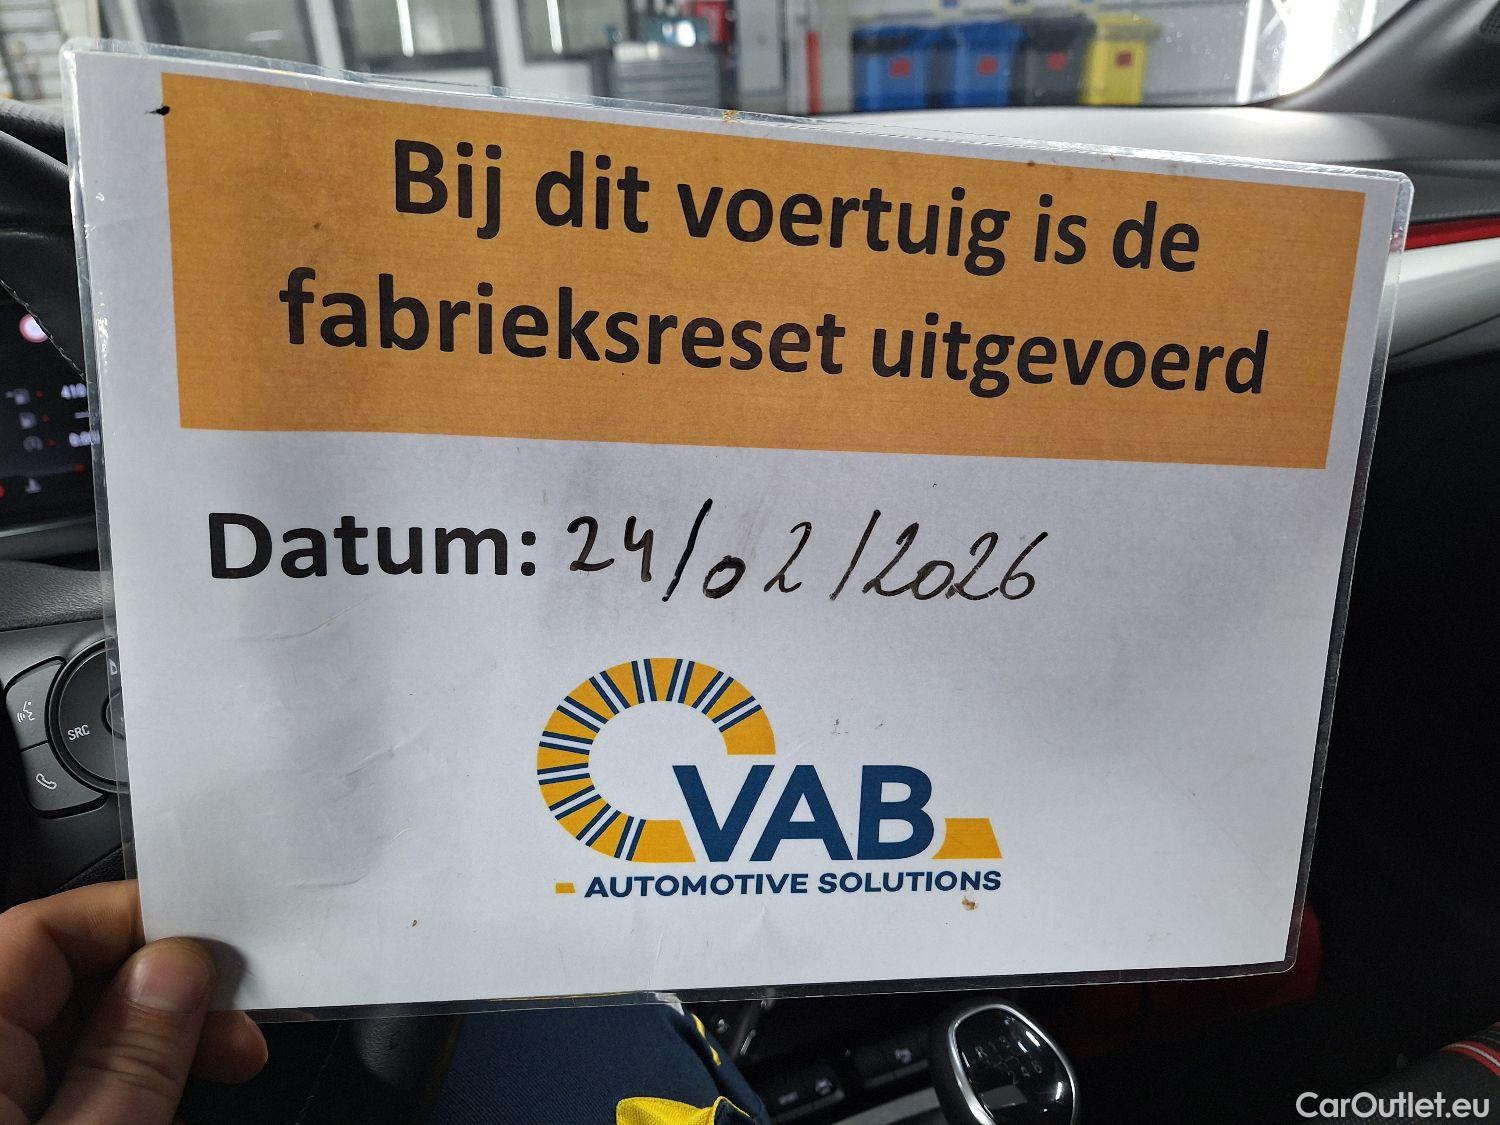 Bij dit voertuig is de
fabrieksreset uitgevoerd
Datum: 24/02/2026
VAB
AUTOMOTIVE SOLUTIONS
SRC
CarOutlet.eu